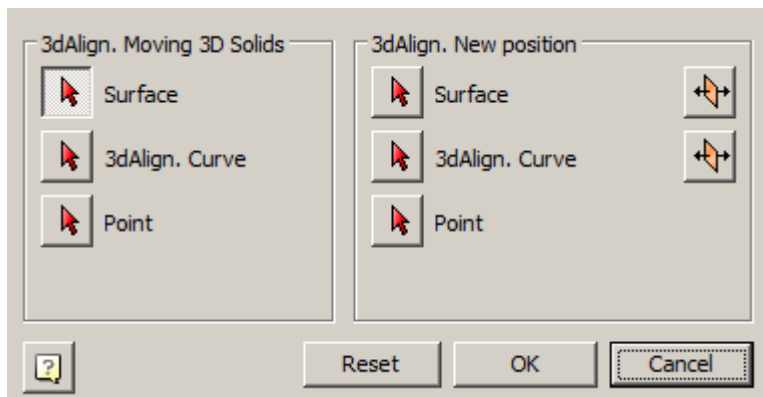 3dAlign. Moving 3D Solids
3dAlign. New position
Surface
Surface
3dAlign. Curve
3dAlign. Curve
Point
Point
Reset
OK
Cancel